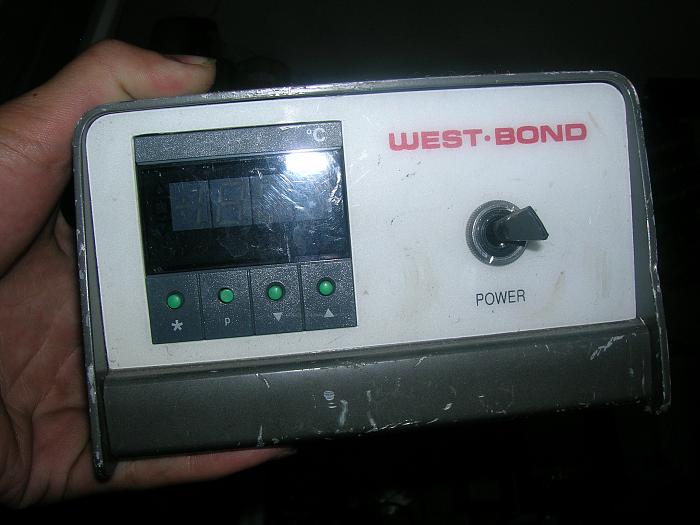 °C
WEST·BOND
POWER
* p ▼ ▲